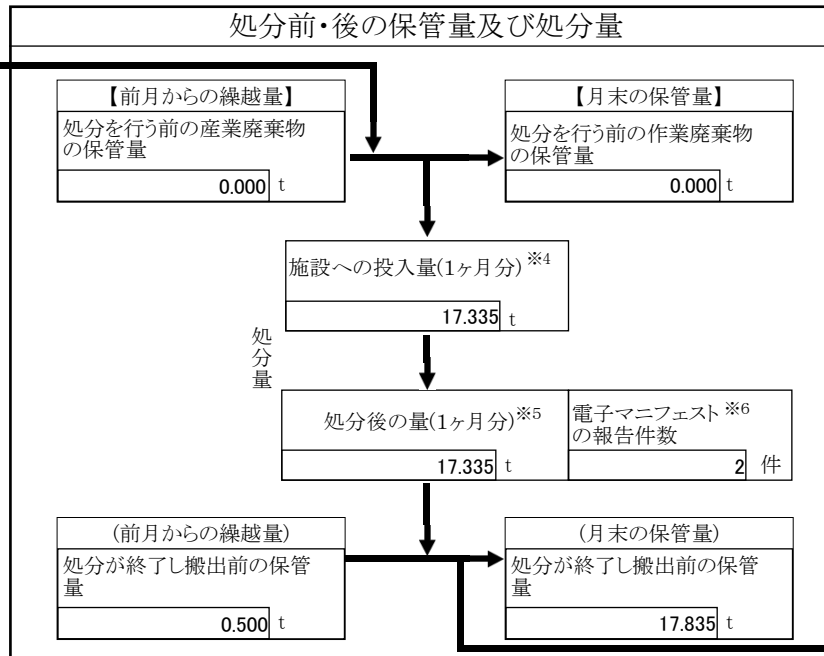 処分前・後の保管量及び処分量
【前月からの繰越量】
処分を行う前の産業廃棄物
の保管量
0.000 t
【月末の保管量】
処分を行う前の作業廃棄物
の保管量
0.000 t
施設への投入量(1ヶ月分)※4
17.335 t
処分量
処分後の量(1ヶ月分)※5
17.335 t
電子マニフェスト※6
の報告件数
2 件
(前月からの繰越量)
処分が終了し搬出前の保管
量
0.500 t
(月末の保管量)
処分が終了し搬出前の保管
量
17.835 t